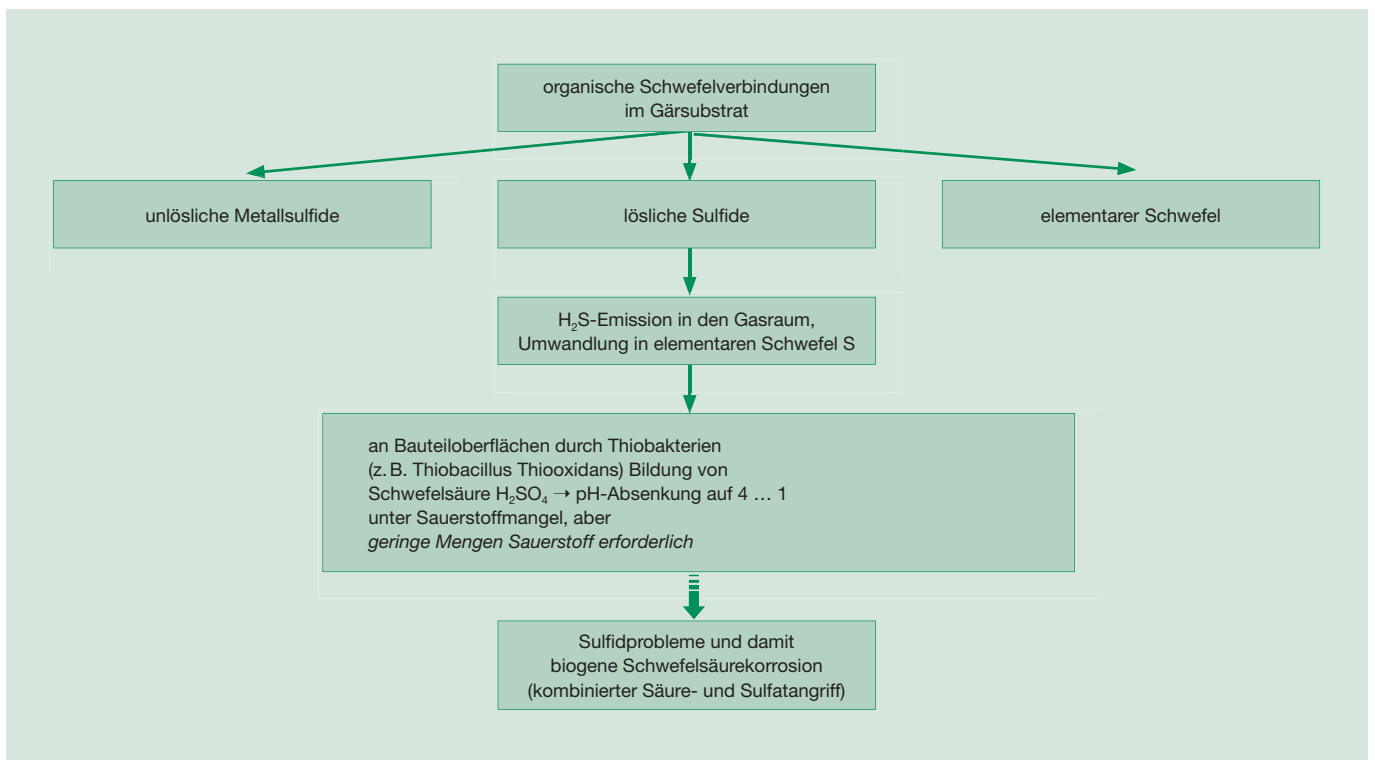 organische Schwefelverbindungen
im Gärsubstrat
unlösliche Metallsulfide
lösliche Sulfide
elementarer Schwefel
H₂S-Emission in den Gasraum,
Umwandlung in elementaren Schwefel S
an Bauteiloberflächen durch Thiobakterien
(z. B. Thiobacillus Thiooxidans) Bildung von
Schwefelsäure H₂SO₄ → pH-Absenkung auf 4 … 1
unter Sauerstoffmangel, aber
geringe Mengen Sauerstoff erforderlich
Sulfidprobleme und damit
biogene Schwefelsäurekorrosion
(kombinierter Säure- und Sulfatangriff)